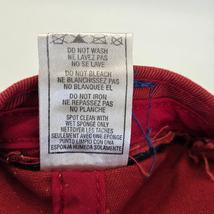 DO NOT WASH
NE LAVEZ PAS
NO SE LAVE
DO NOT BLEACH
NE BLANCHISSEZ PAS
NO BLANQUEE EL
DO NOT IRON
NE REPASSEZ PAS
NO PLANCHA
SPOT CLEAN WITH
WET SPONGE ONLY
NETTOYER LES TACHES
SEULEMENT AVEC UNE ÉPONGE
PUNTO LIMPIO CON UNA
ESPONJA HUMEDA SOLAMENTE